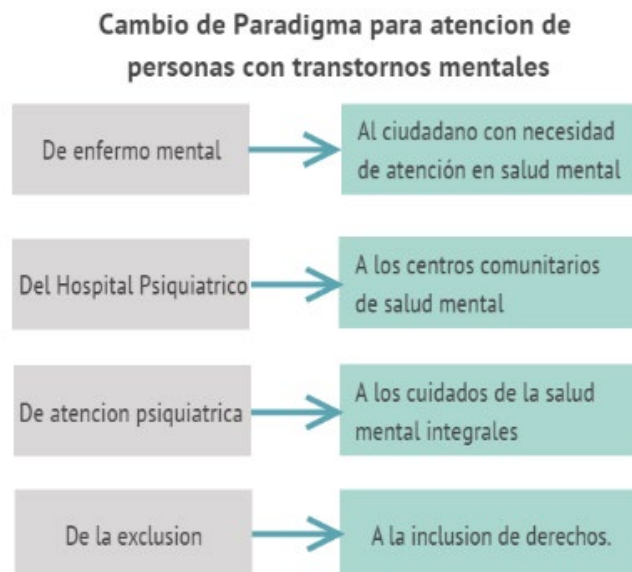 Cambio de Paradigma para atencion de
personas con transtornos mentales
De enfermo mental
Al ciudadano con necesidad
de atención en salud mental
Del Hospital Psiquiatrico
A los centros comunitarios
de salud mental
De atencion psiquiatrica
A los cuidados de la salud
mental integrales
De la exclusion
A la inclusion de derechos.